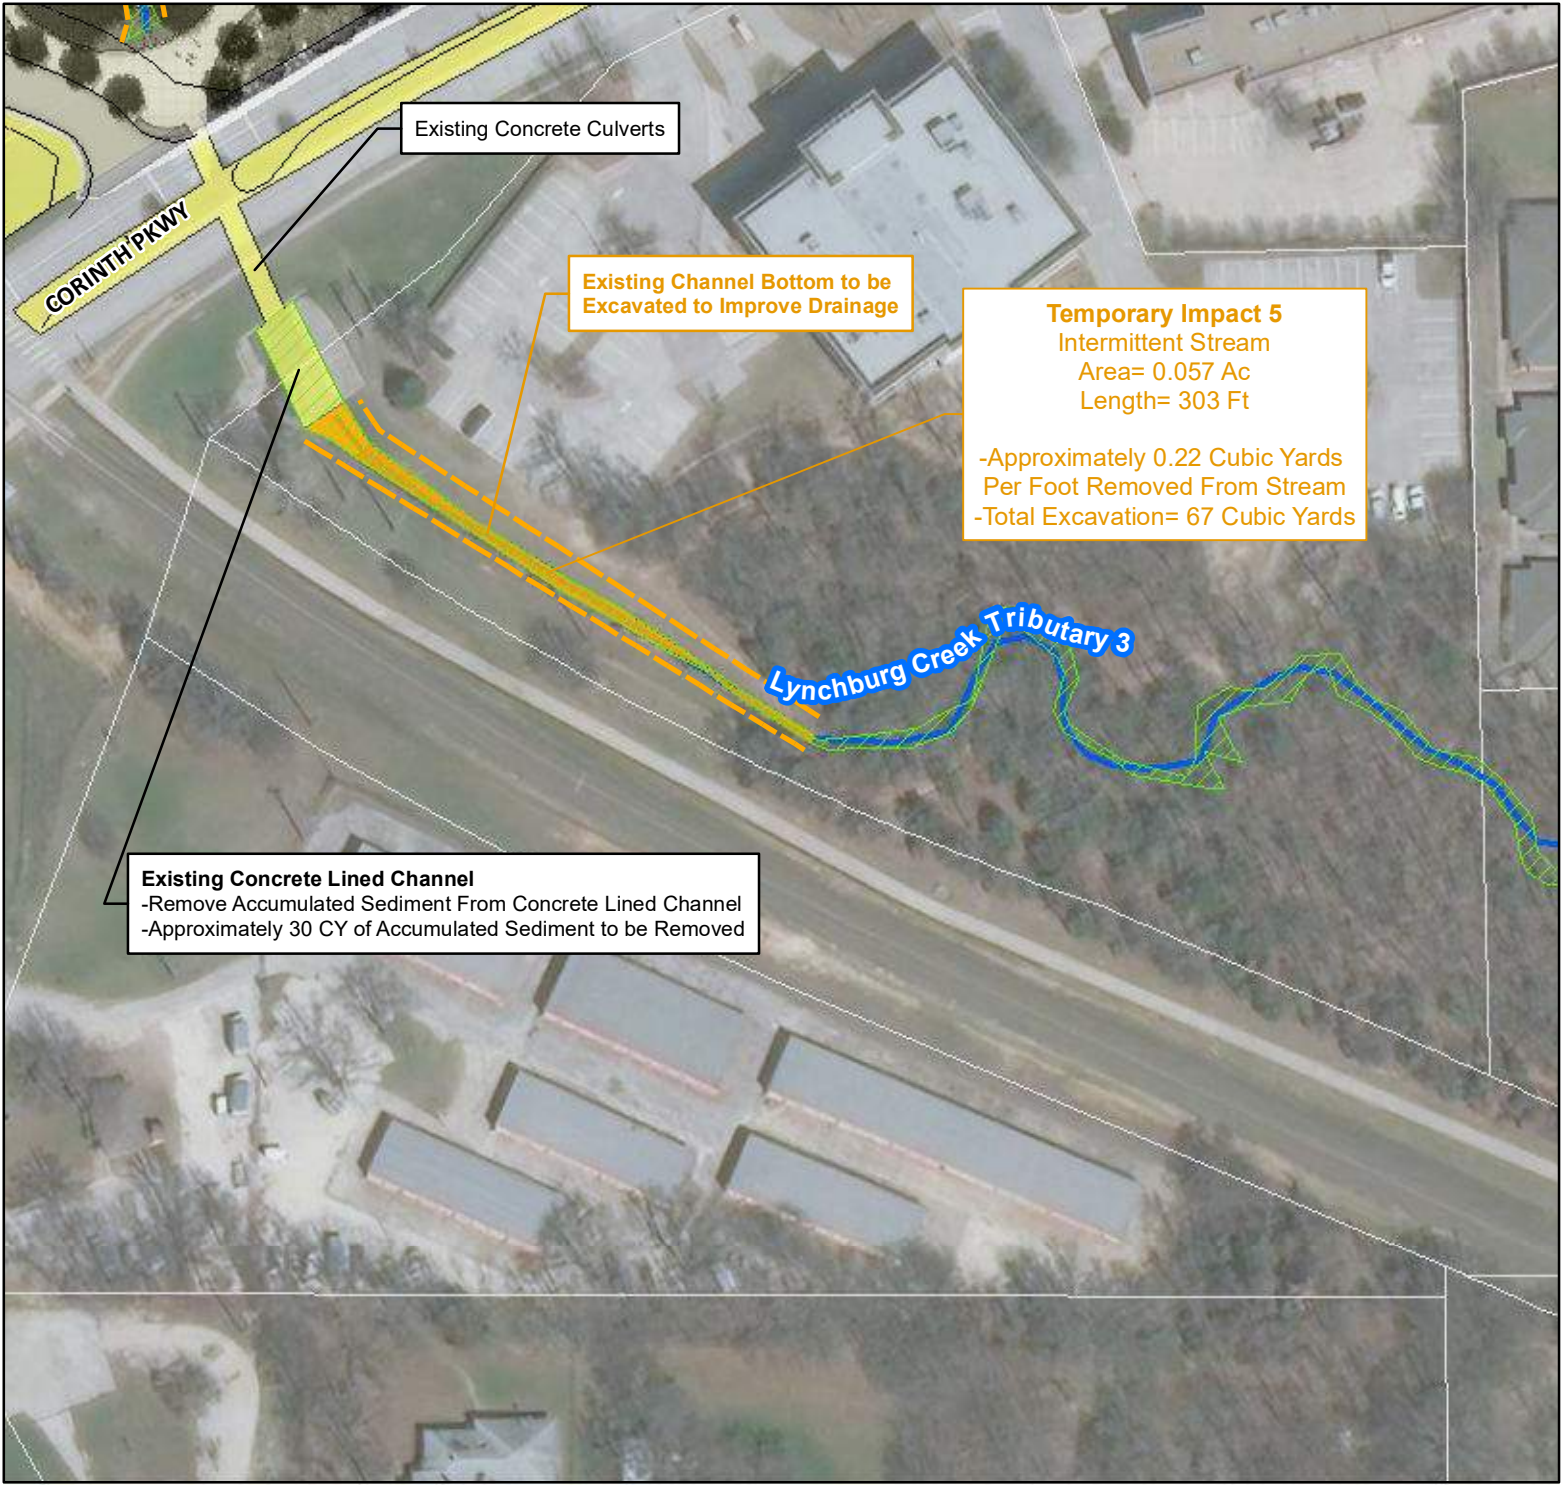 Existing Concrete Culverts
CORINTH PKWY
Existing Channel Bottom to be
Excavated to Improve Drainage
Temporary Impact 5
Intermittent Stream
Area= 0.057 Ac
Length= 303 Ft
-Approximately 0.22 Cubic Yards
Per Foot Removed From Stream
-Total Excavation= 67 Cubic Yards
Lynchburg Creek Tributary 3
Existing Concrete Lined Channel
-Remove Accumulated Sediment From Concrete Lined Channel
-Approximately 30 CY of Accumulated Sediment to be Removed